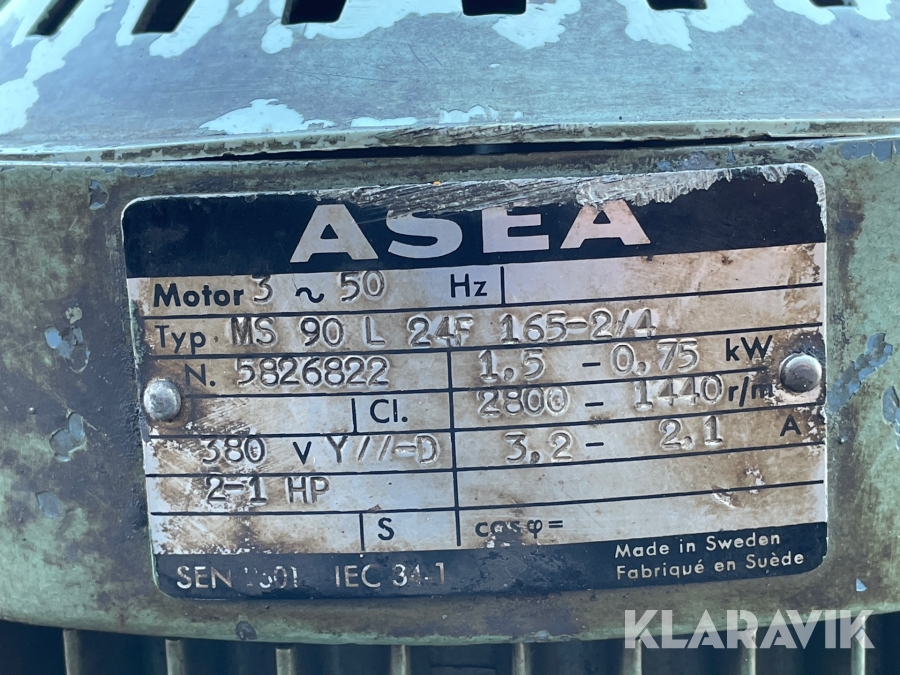 ASEA
Motor 3 ~ 50 Hz
Typ MS 90 L 24F 165-2/4
N. 5826822 1,5 - 0,75 kW
Cl. 2800 - 1440 r/m
380 V Y//-D 3,2 - 2,1 A
2-1 HP
S cosφ=
SEN IEC 34-1
Made in Sweden
Fabriqué en Suède
KLARAVIK